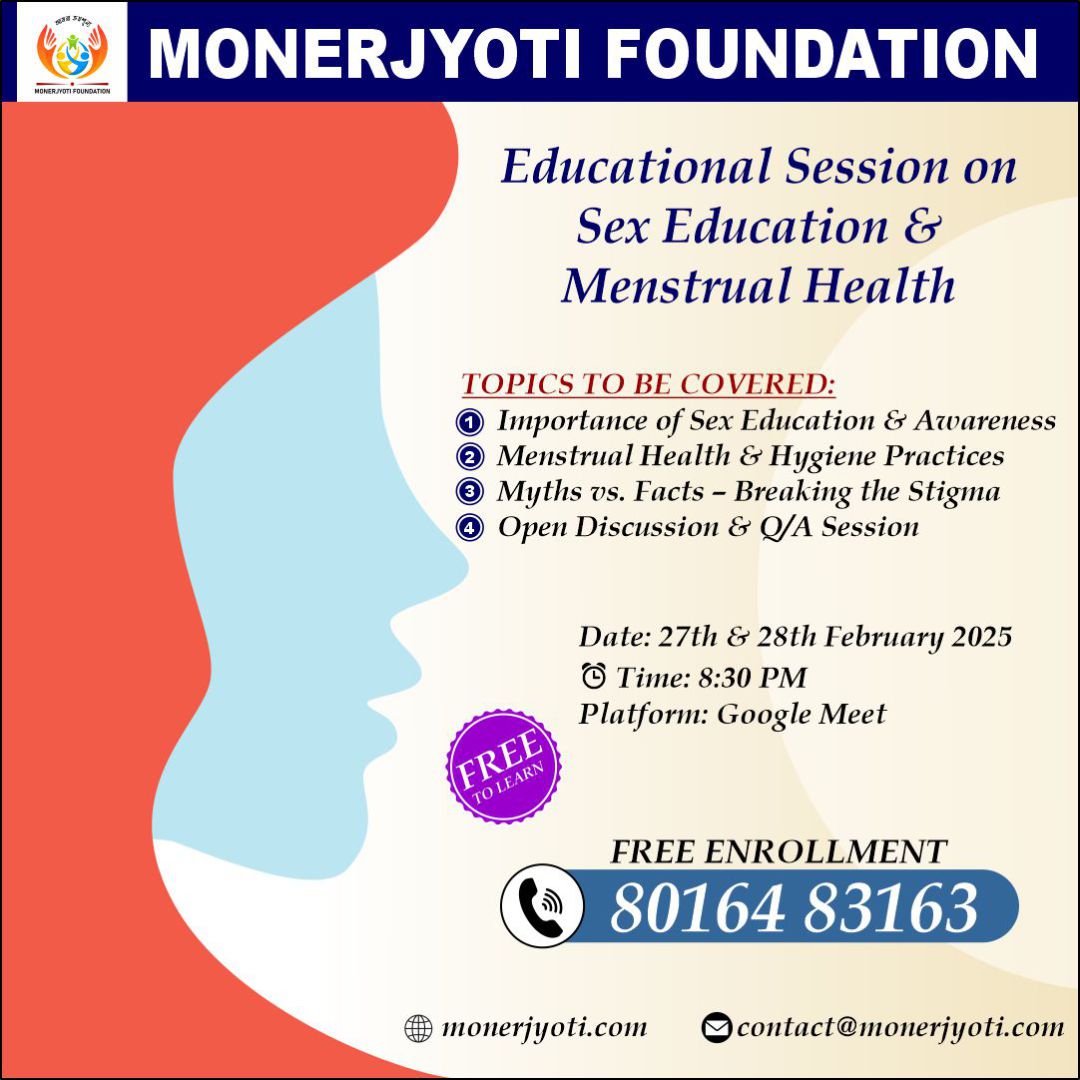 MONERJYOTI FOUNDATION
MONERJYOTI FOUNDATION
Educational Session on
Sex Education &
Menstrual Health
TOPICS TO BE COVERED:
1 Importance of Sex Education & Awareness
2 Menstrual Health & Hygiene Practices
3 Myths vs. Facts – Breaking the Stigma
4 Open Discussion & Q/A Session
Date: 27th & 28th February 2025
Time: 8:30 PM
Platform: Google Meet
FREE
TO LEARN
FREE ENROLLMENT
80164 83163
monerjyoti.com
contact@monerjyoti.com